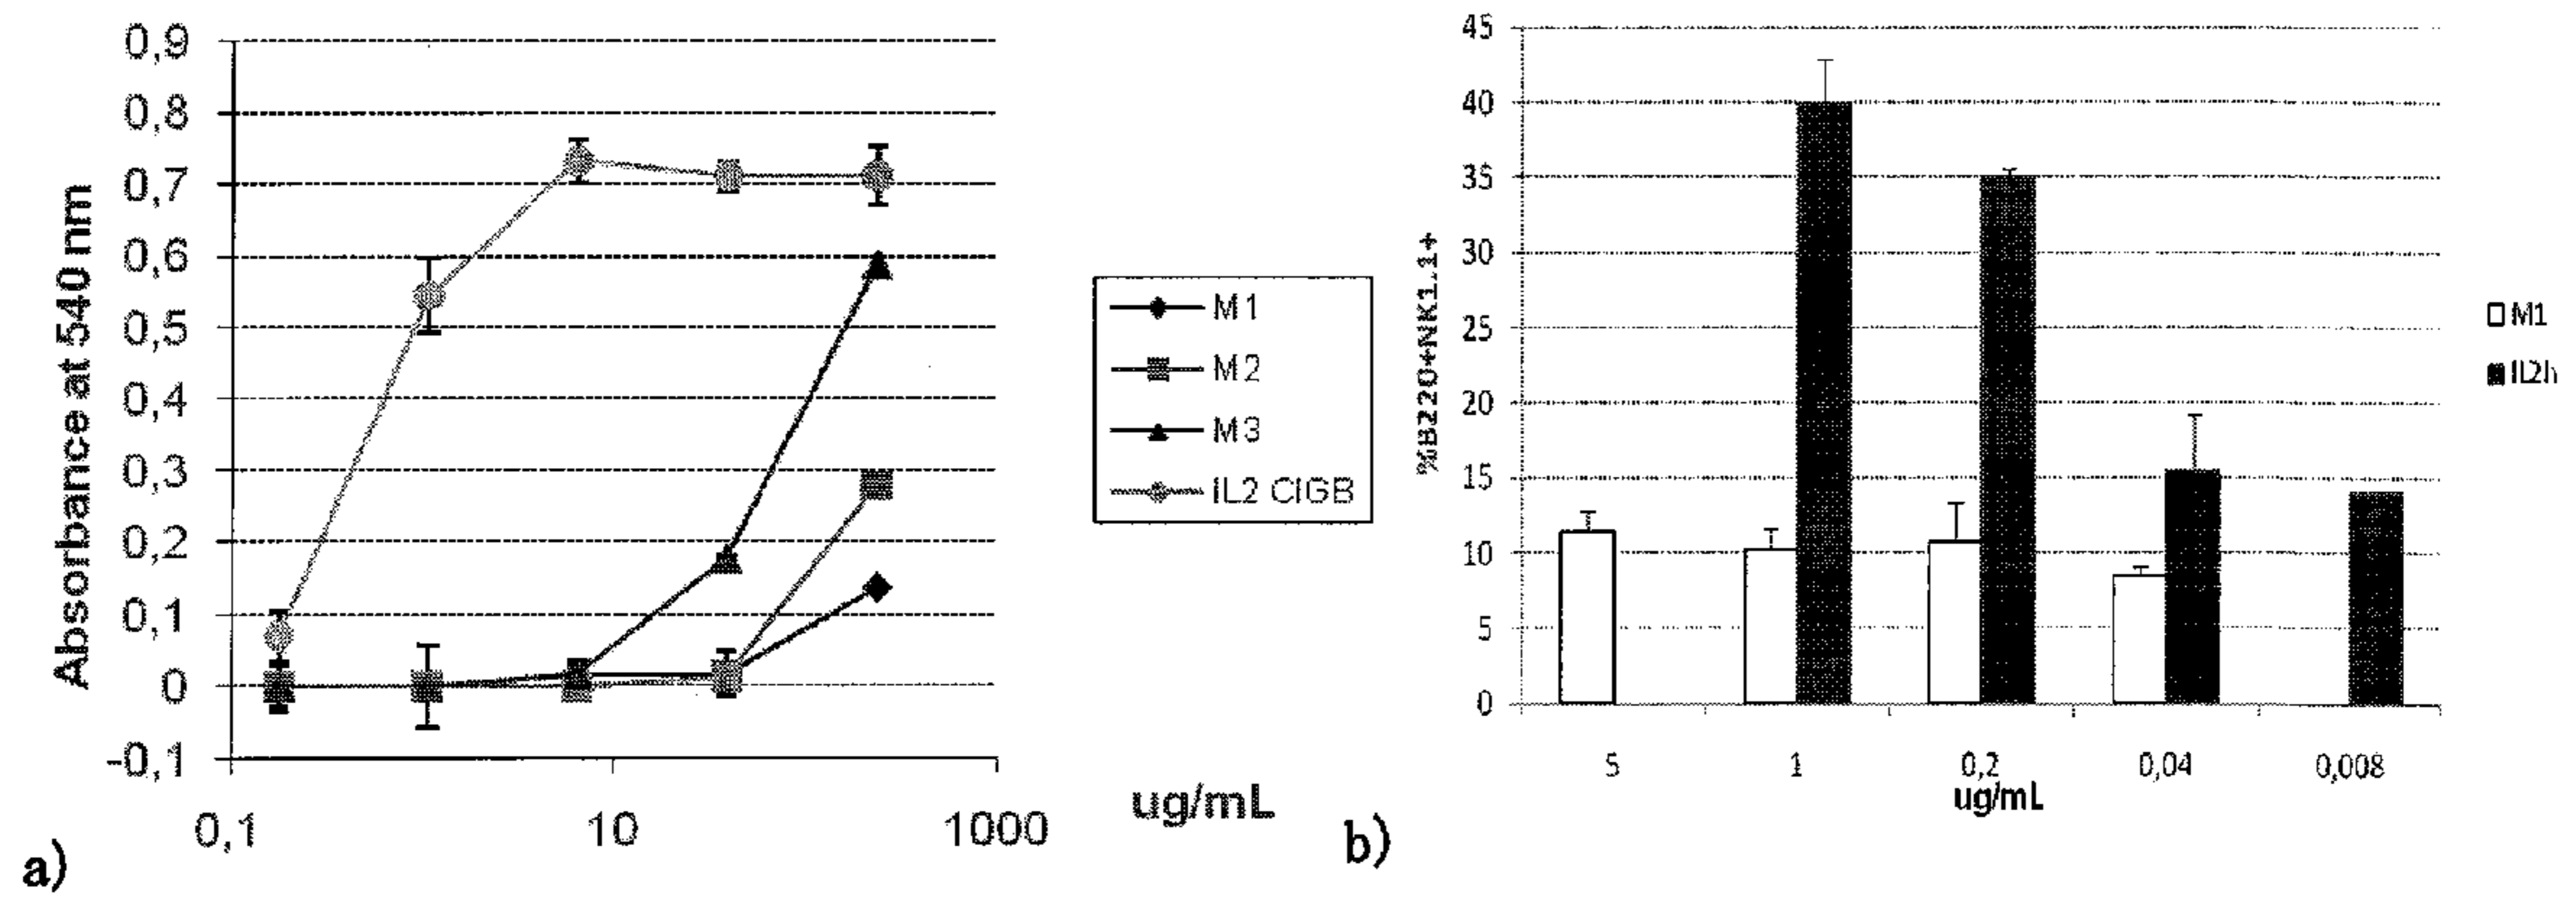 0,9
0,8
0,7
0,6
0,5
0,4
0,3
0,2
0,1
0
-0,1
Absorbance at 540 nm
0,1
10
1000
ug/mL
M1
M2
M3
IL2 CIGB
a)
45
40
35
30
25
20
15
10
5
0
%B220+NK1.1+
5
1
0,2
0,04
0,008
ug/mL
M1
IL2h
b)